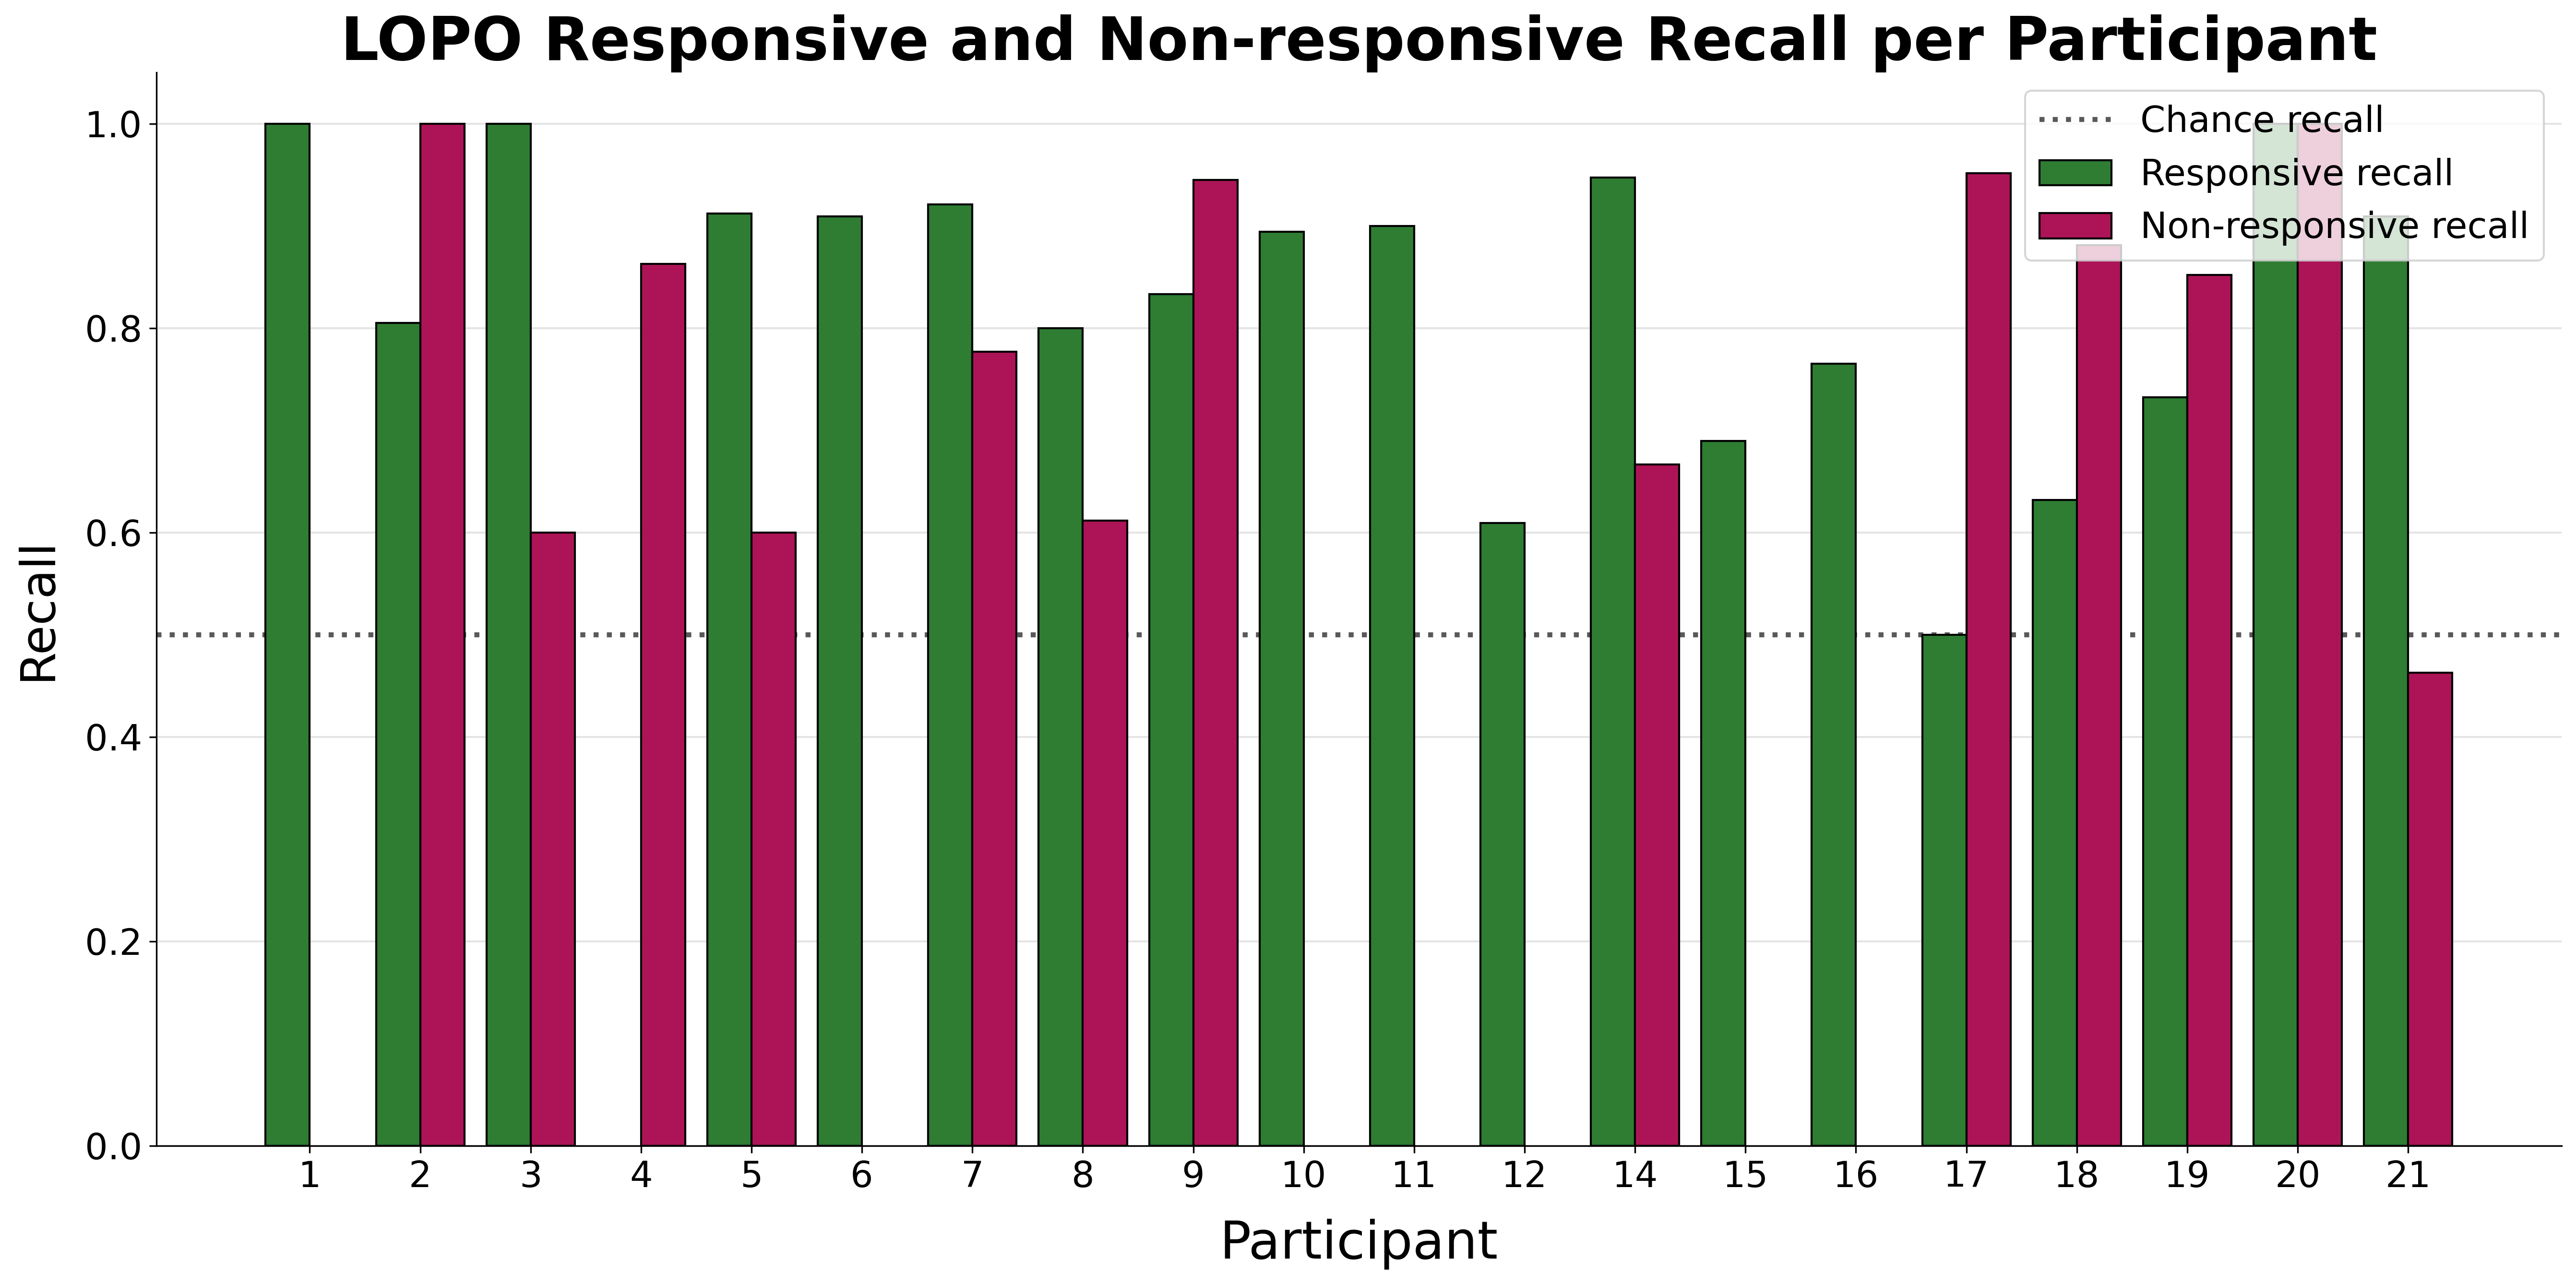 LOPO Responsive and Non-responsive Recall per Participant
Chance recall
Responsive recall
Non-responsive recall
Recall
1.0
0.8
0.6
0.4
0.2
0.0
1 2 3 4 5 6 7 8 9 10 11 12 14 15 16 17 18 19 20 21
Participant